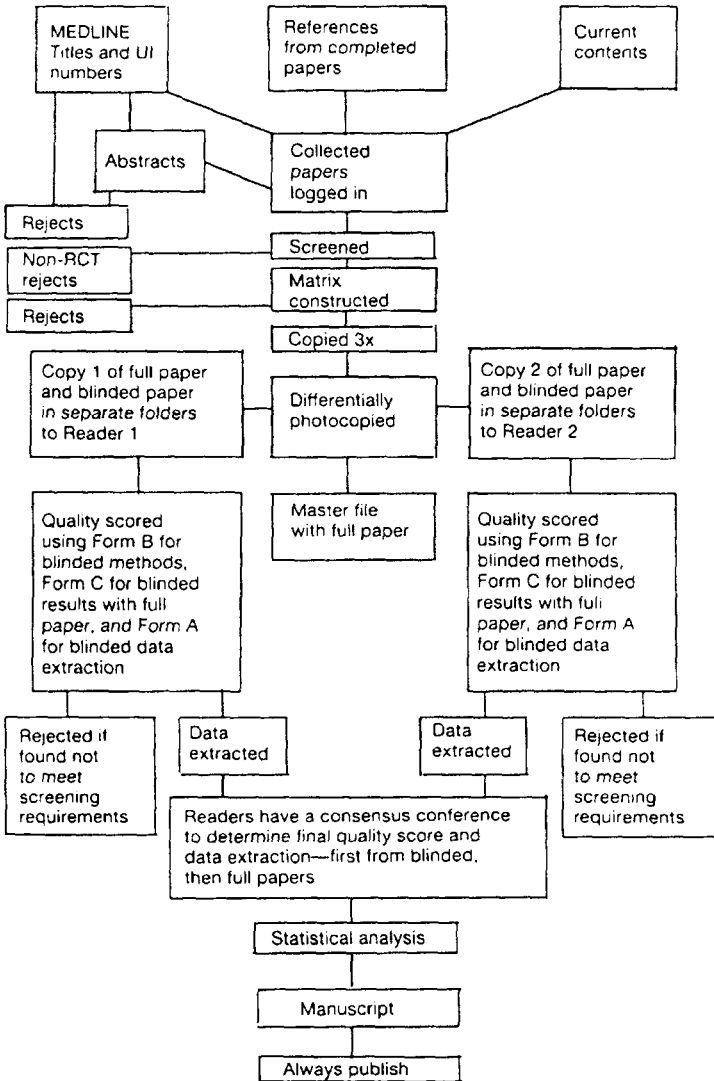 MEDLINE
Titles and UI
numbers
References
from completed
papers
Current
contents
Abstracts
Collected
papers
logged in
Rejects
Screened
Non-RCT
rejects
Matrix
constructed
Rejects
Copied 3x
Copy 1 of full paper
and blinded paper
in separate folders
to Reader 1
Differentially
photocopied
Copy 2 of full paper
and blinded paper
in separate folders
to Reader 2
Master file
with full paper
Quality scored
using Form B for
blinded methods,
Form C for blinded
results with full
paper, and Form A
for blinded data
extraction
Quality scored
using Form B for
blinded methods,
Form C for blinded
results with full
paper, and Form A
for blinded data
extraction
Rejected if
found not
to meet
screening
requirements
Data
extracted
Data
extracted
Rejected if
found not
to meet
screening
requirements
Readers have a consensus conference
to determine final quality score and
data extraction—first from blinded,
then full papers
Statistical analysis
Manuscript
Always publish